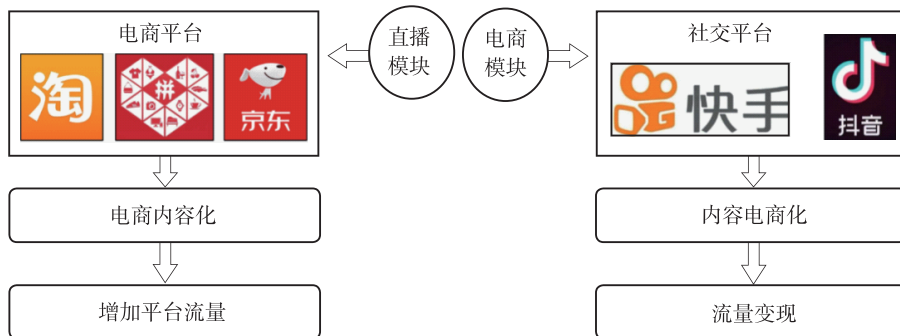 电商平台
淘
拼
京东
直播
模块
电商
模块
社交平台
快手
抖音
电商内容化
内容电商化
增加平台流量
流量变现